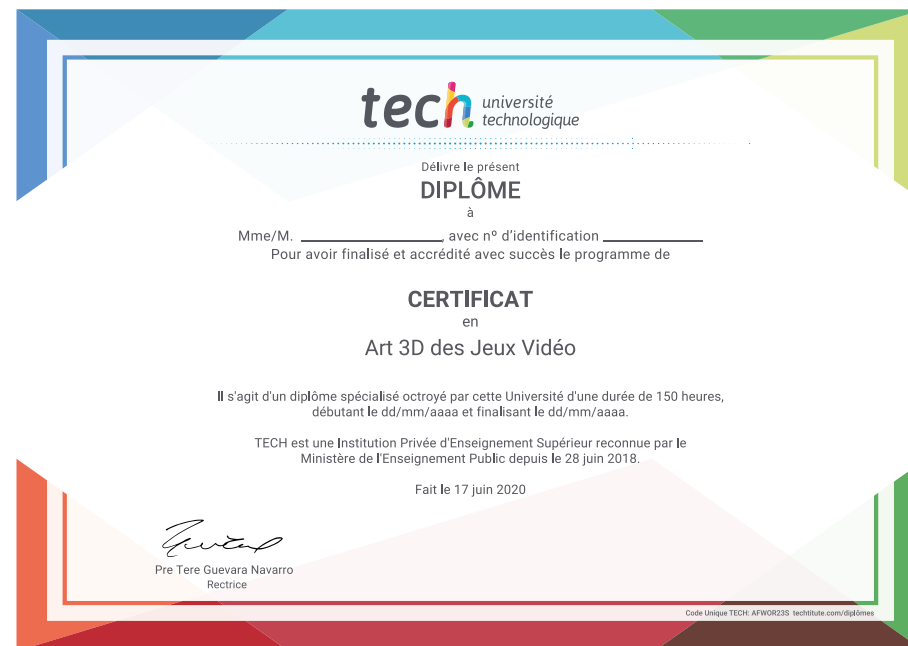 tech université
technologique
Délivre le présent
DIPLÔME
à
Mme/M. ____________________, avec nº d'identification ______________
Pour avoir finalisé et accrédité avec succès le programme de
CERTIFICAT
en
Art 3D des Jeux Vidéo
Il s'agit d'un diplôme spécialisé octroyé par cette Université d'une durée de 150 heures,
débutant le dd/mm/aaaa et finalisant le dd/mm/aaaa.
TECH est une Institution Privée d'Enseignement Supérieur reconnue par le
Ministère de l'Enseignement Public depuis le 28 juin 2018.
Fait le 17 juin 2020
Pre Tere Guevara Navarro
Rectrice
Code Unique TECH: AFWOR23S techtitute.com/diplômes